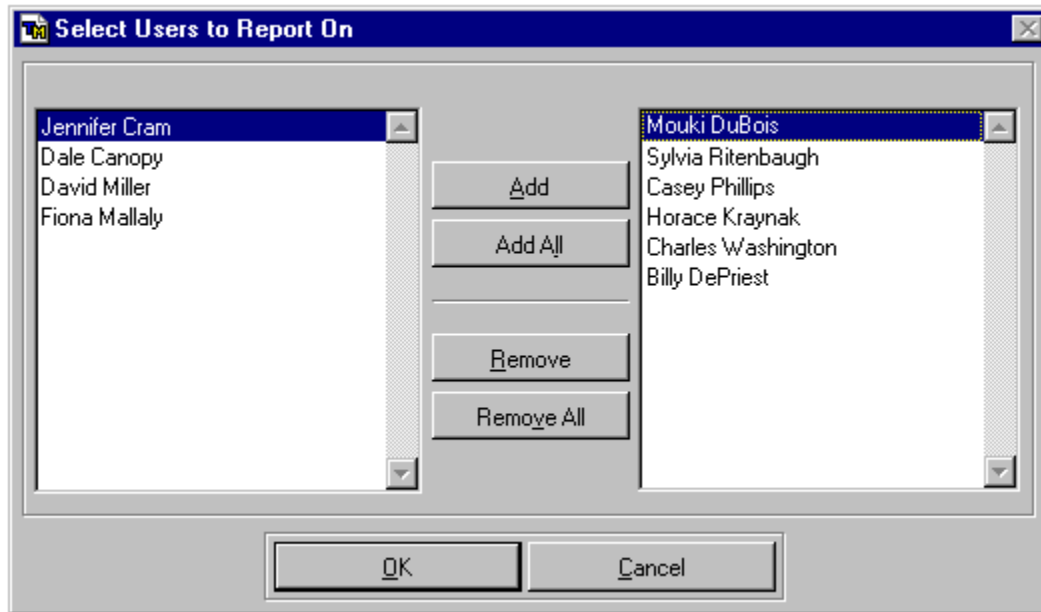 Select Users to Report On
Jennifer Cram
Dale Canopy
David Miller
Fiona Mallaly
Add
Add All
Remove
Remove All
Mouki DuBois
Sylvia Ritenbaugh
Casey Phillips
Horace Kraynak
Charles Washington
Billy DePriest
OK
Cancel